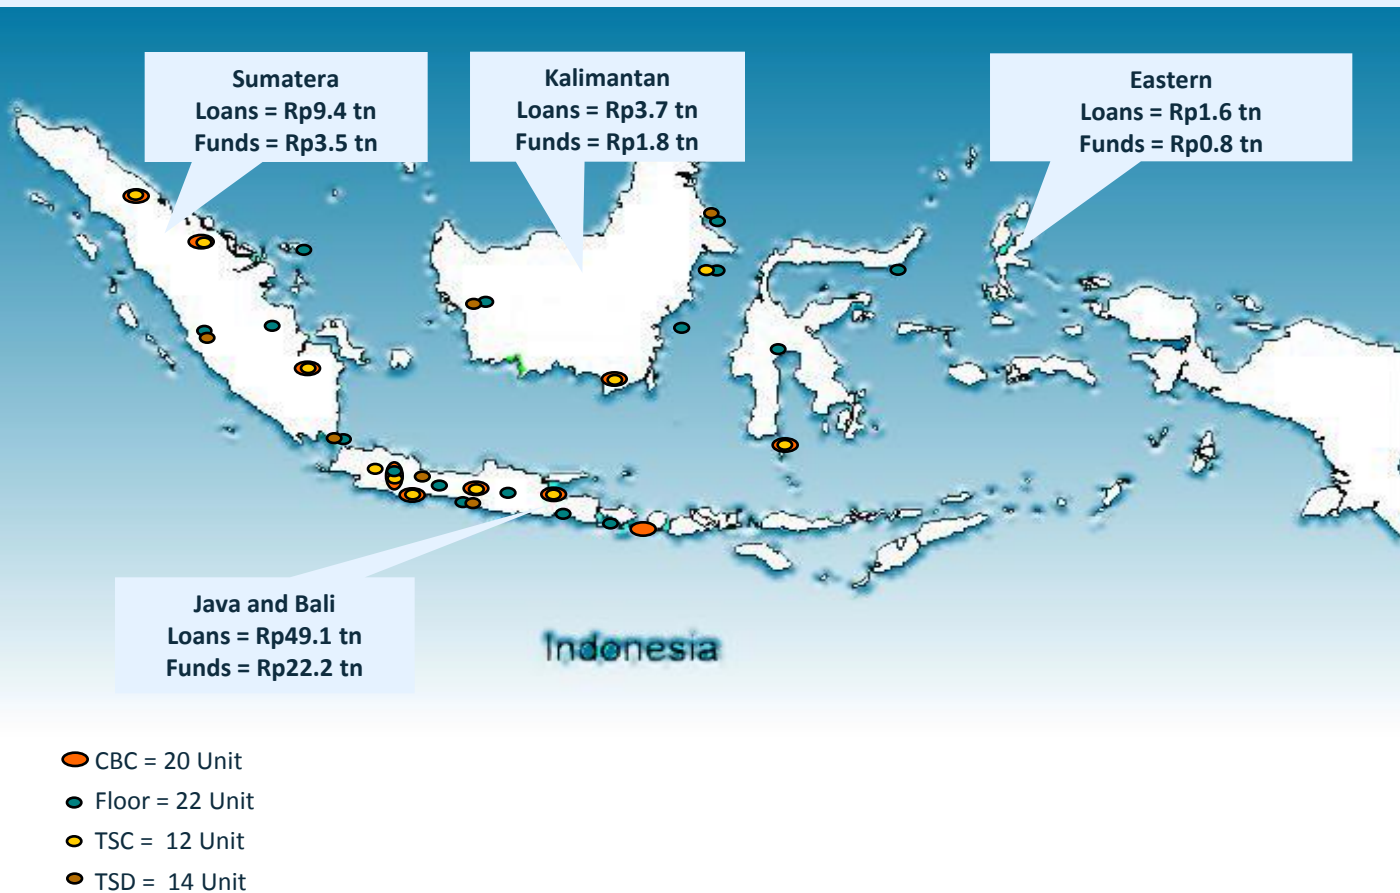 Sumatera
Loans = Rp9.4 tn
Funds = Rp3.5 tn
Kalimantan
Loans = Rp3.7 tn
Funds = Rp1.8 tn
Eastern
Loans = Rp1.6 tn
Funds = Rp0.8 tn
Java and Bali
Loans = Rp49.1 tn
Funds = Rp22.2 tn
Indonesia
CBC = 20 Unit
Floor = 22 Unit
TSC = 12 Unit
TSD = 14 Unit